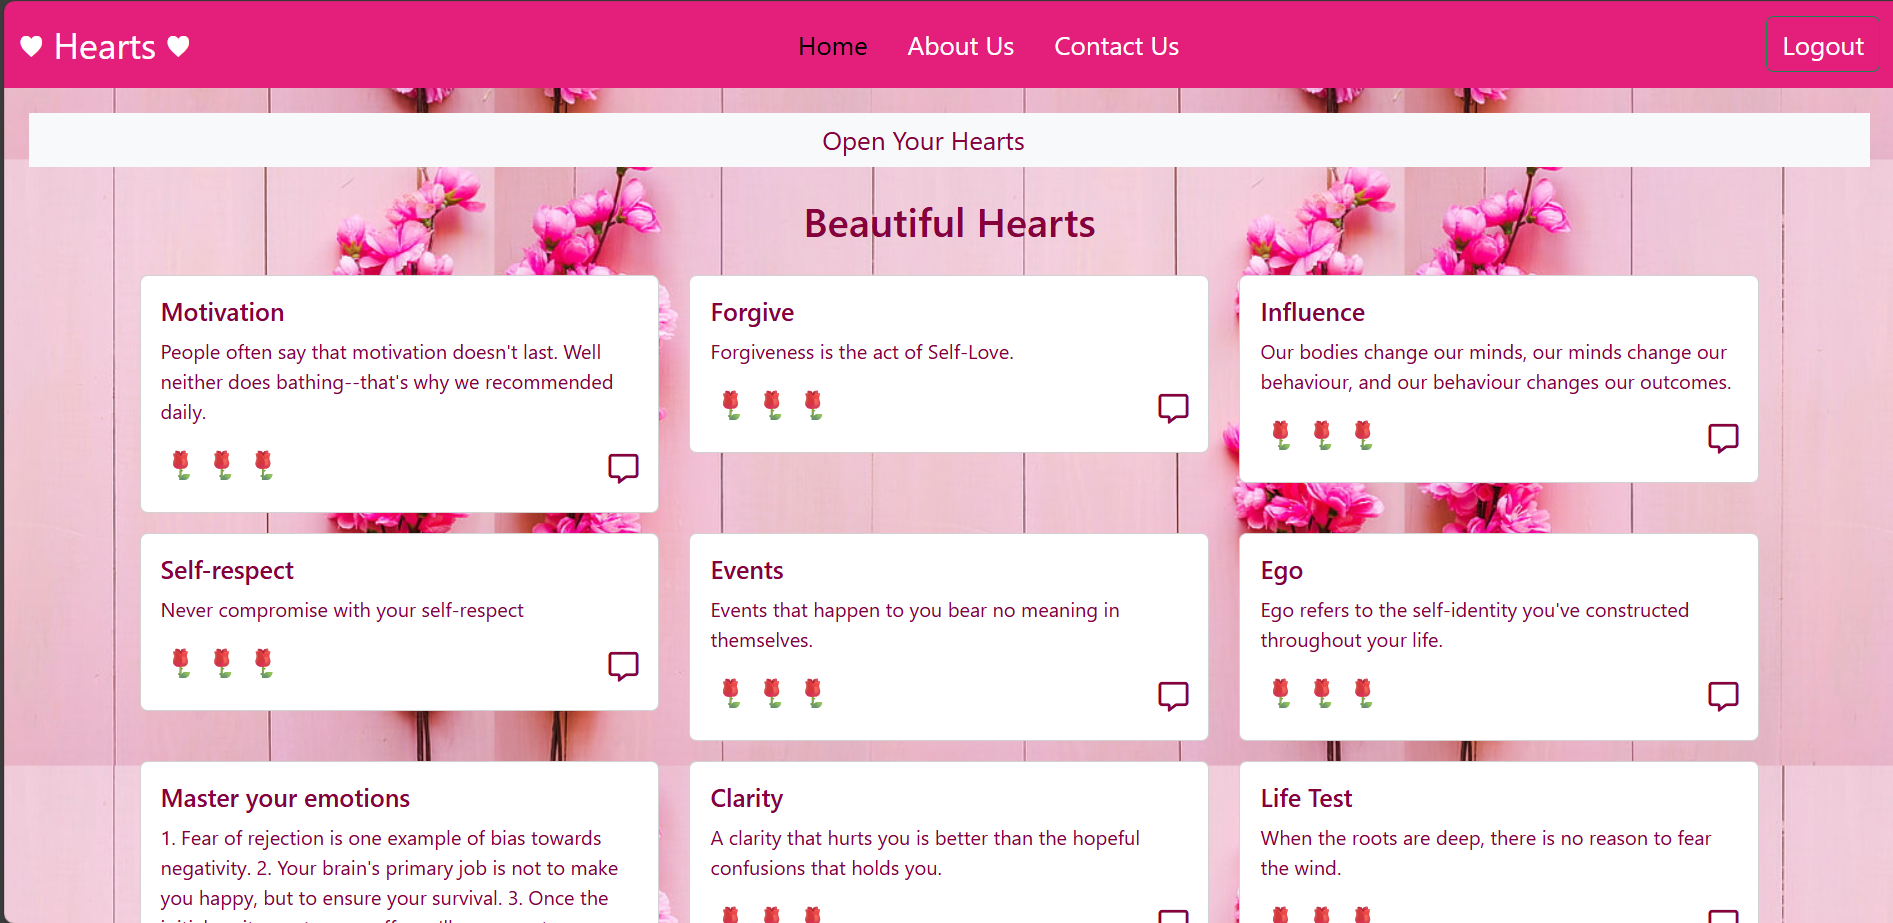 Hearts
Home
About Us
Contact Us
Logout
Open Your Hearts
Beautiful Hearts
Motivation
People often say that motivation doesn't last. Well
neither does bathing--that's why we recommended
daily.
Forgive
Forgiveness is the act of Self-Love.
Influence
Our bodies change our minds, our minds change our
behaviour, and our behaviour changes our outcomes.
Self-respect
Never compromise with your self-respect
Events
Events that happen to you bear no meaning in
themselves.
Ego
Ego refers to the self-identity you've constructed
throughout your life.
Master your emotions
1. Fear of rejection is one example of bias towards
negativity. 2. Your brain's primary job is not to make
you happy, but to ensure your survival. 3. Once the
Clarity
A clarity that hurts you is better than the hopeful
confusions that holds you.
Life Test
When the roots are deep, there is no reason to fear
the wind.